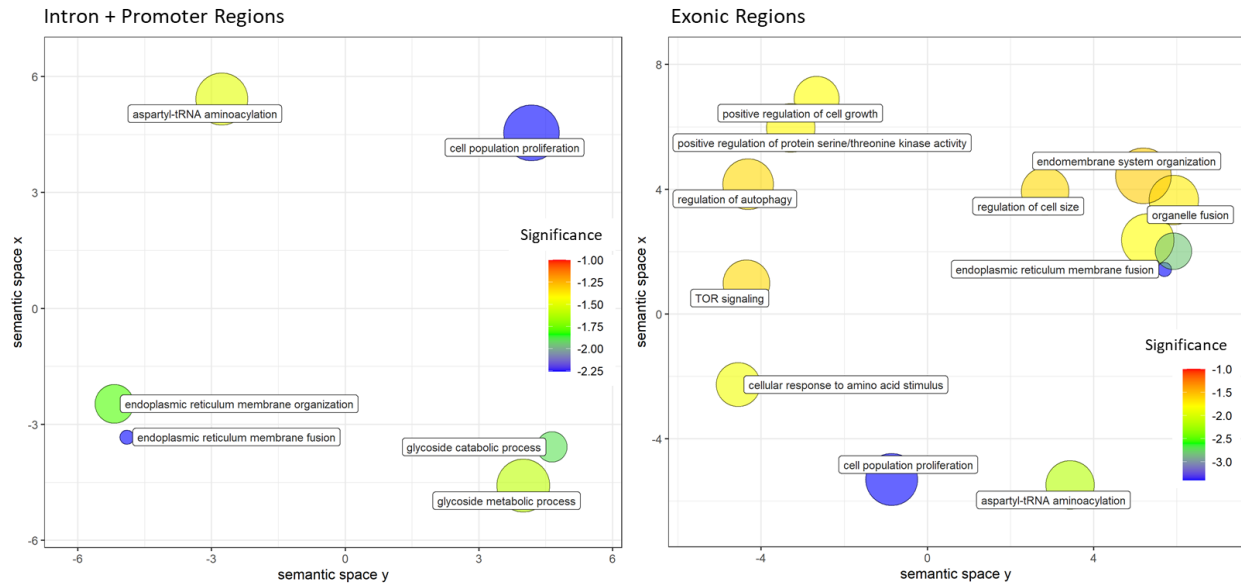 Intron + Promoter Regions
6
3
0
-3
-6
-6
-3
0
3
6
semantic space x
semantic space y
aspartyl-tRNA aminoacylation
cell population proliferation
Significance
-1.00
-1.25
-1.50
-1.75
-2.00
-2.25
endoplasmic reticulum membrane organization
endoplasmic reticulum membrane fusion
glycoside catabolic process
glycoside metabolic process
Exonic Regions
8
4
0
-4
-4
0
4
semantic space x
semantic space y
positive regulation of cell growth
positive regulation of protein serine/threonine kinase activity
endomembrane system organization
regulation of autophagy
regulation of cell size
organelle fusion
endoplasmic reticulum membrane fusion
TOR signaling
Significance
-1.0
-1.5
-2.0
-2.5
-3.0
cellular response to amino acid stimulus
cell population proliferation
aspartyl-tRNA aminoacylation